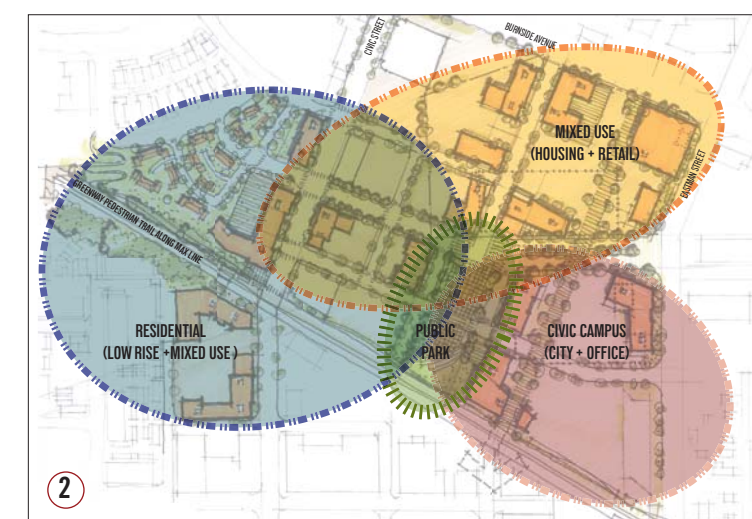 CIVIC STREET
BURNSIDE AVENUE
MIXED USE
(HOUSING + RETAIL)
EASTMAN STREET
GREENWAY PEDESTRIAN TRAIL ALONG MAX LINE
RESIDENTIAL
(LOW RISE +MIXED USE )
PUBLIC
PARK
CIVIC CAMPUS
(CITY + OFFICE)
2